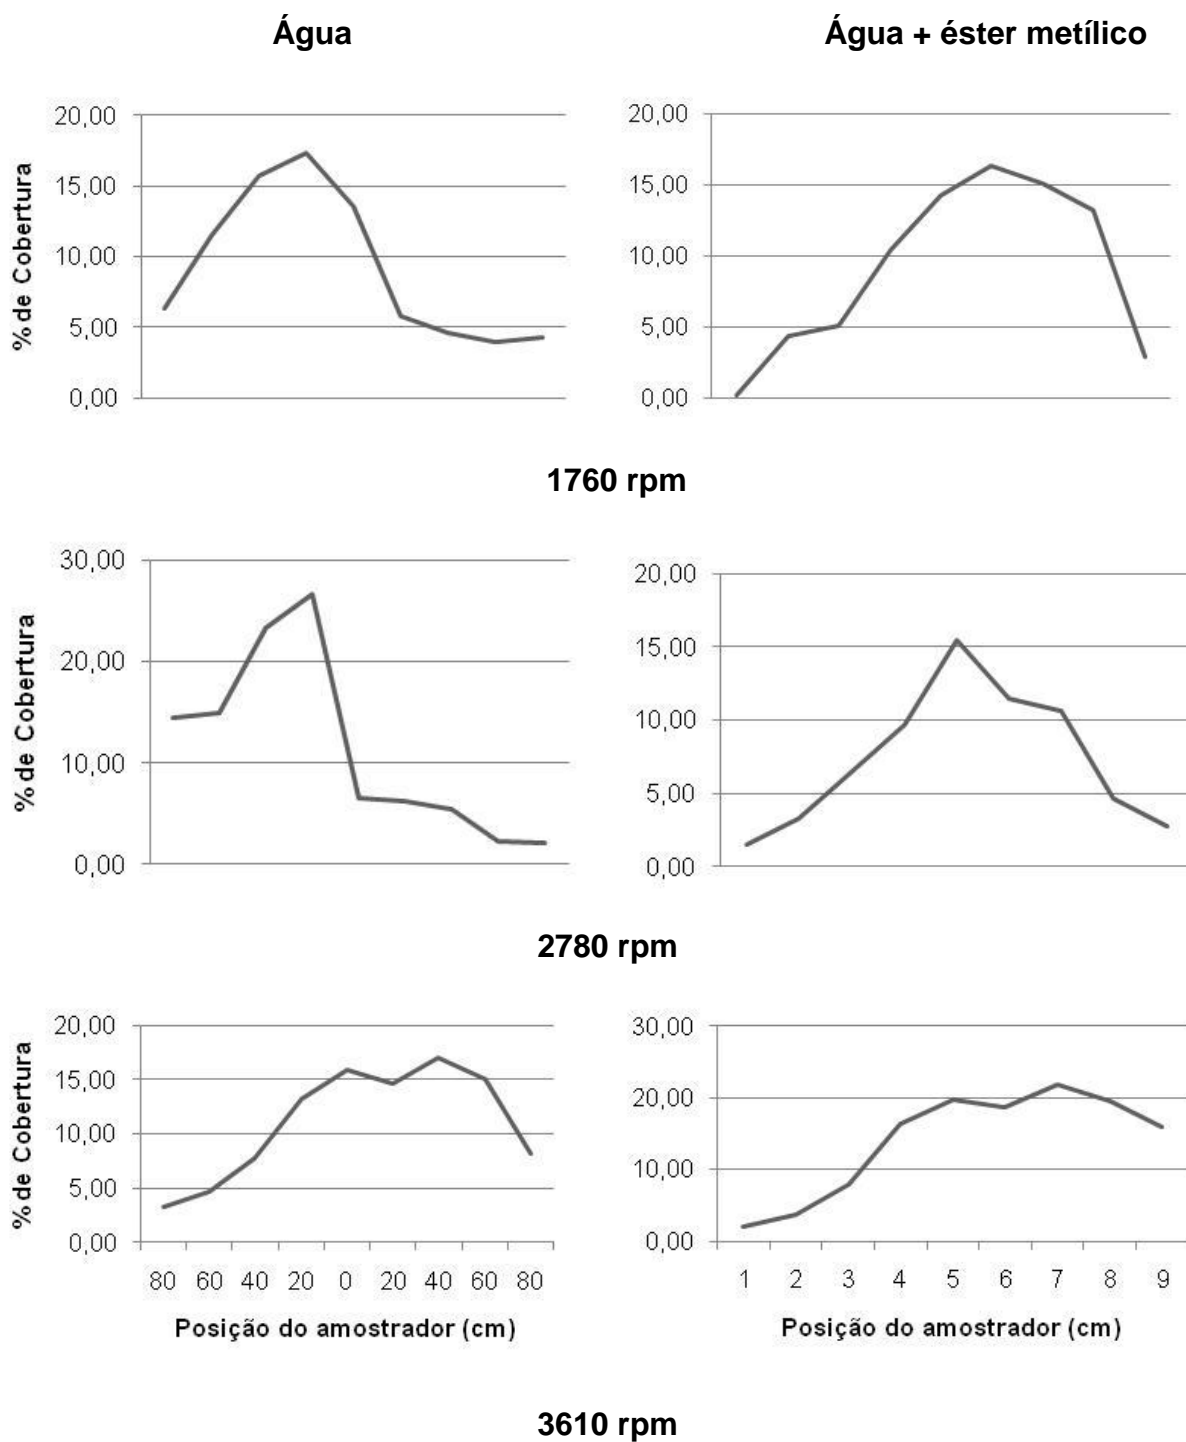 Água
Água + éster metílico
% de Cobertura
20,00
15,00
10,00
5,00
0,00
20,00
15,00
10,00
5,00
0,00
1760 rpm
% de Cobertura
30,00
20,00
10,00
0,00
20,00
15,00
10,00
5,00
0,00
2780 rpm
% de Cobertura
20,00
15,00
10,00
5,00
0,00
80 60 40 20 0 20 40 60 80
Posição do amostrador (cm)
30,00
20,00
10,00
0,00
1 2 3 4 5 6 7 8 9
Posição do amostrador (cm)
3610 rpm